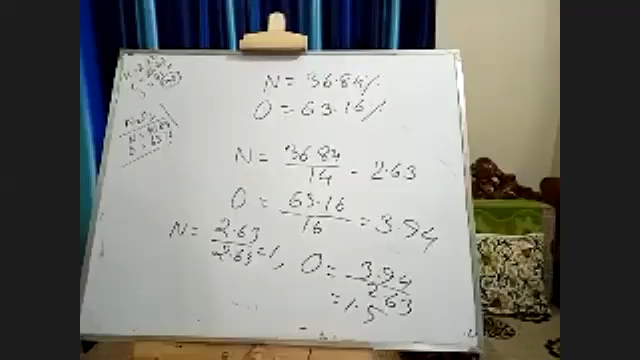 N = 36.84%
O = 63.16%
N = 36.84 / 14 = 2.63
O = 63.16 / 16 = 3.94
N = 2.63 / 2.63 = 1, O = 3.94 / 2.63
= 1.5